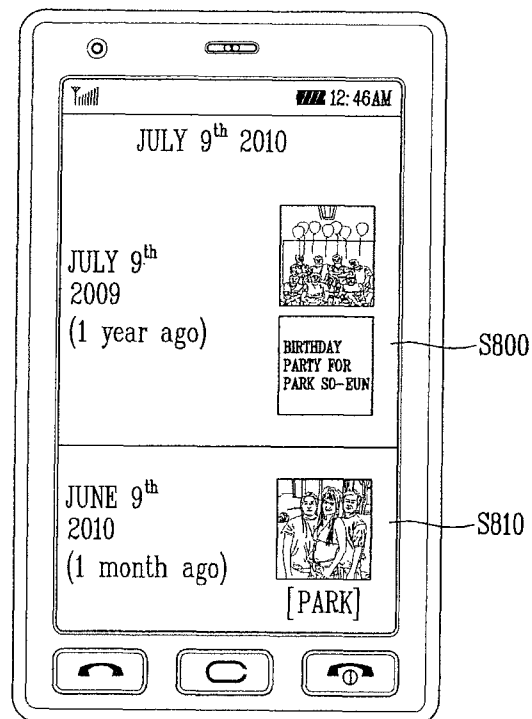 12:46AM
JULY 9th 2010
JULY 9th
2009
(1 year ago)
BIRTHDAY
PARTY FOR
PARK SO-EUN
S800
JUNE 9th
2010
(1 month ago)
[PARK]
S810